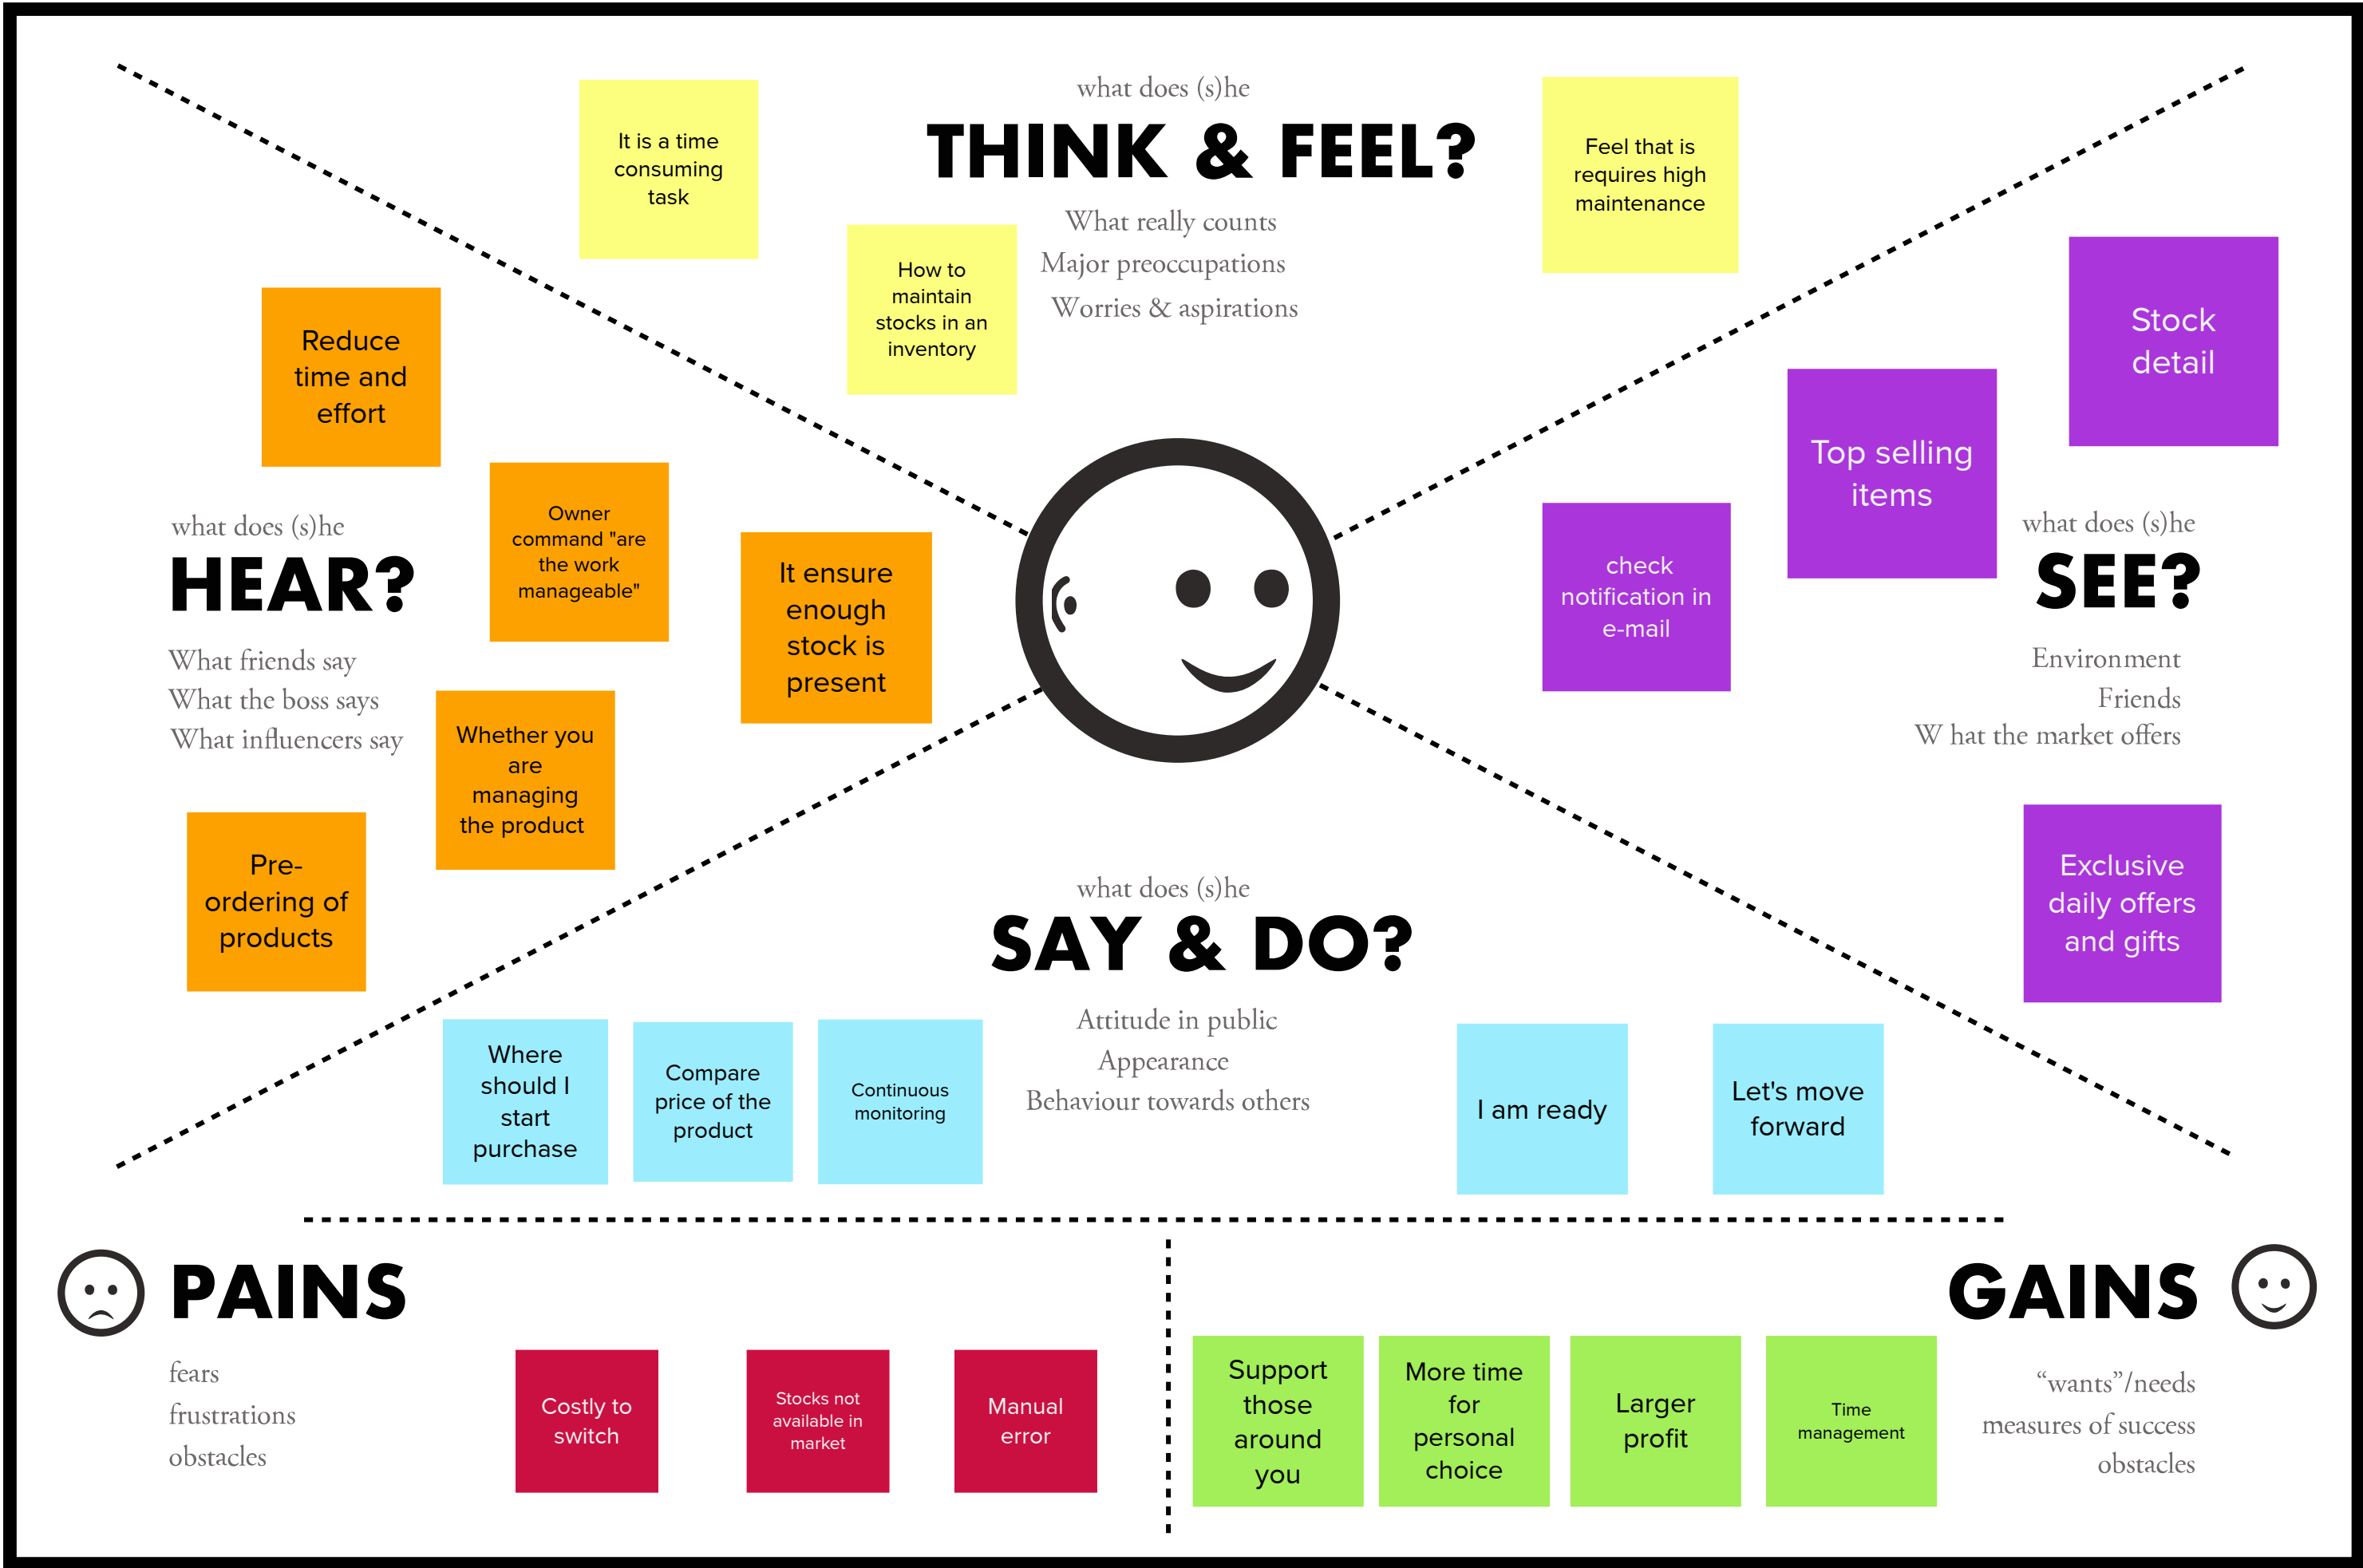 what does (s)he
THINK & FEEL?
What really counts
Major preoccupations
Worries & aspirations
It is a time
consuming
task
How to
maintain
stocks in an
inventory
Feel that is
requires high
maintenance
what does (s)he
HEAR?
What friends say
What the boss says
What influencers say
Reduce
time and
effort
Owner
command "are
the work
manageable"
It ensure
enough
stock is
present
Whether you
are
managing
the product
Pre-
ordering of
products
what does (s)he
SEE?
Environment
Friends
W hat the market offers
Stock
detail
Top selling
items
check
notification in
e-mail
Exclusive
daily offers
and gifts
what does (s)he
SAY & DO?
Attitude in public
Appearance
Behaviour towards others
Where
should I
start
purchase
Compare
price of the
product
Continuous
monitoring
I am ready
Let's move
forward
PAINS
fears
frustrations
obstacles
Costly to
switch
Stocks not
available in
market
Manual
error
GAINS
“wants”/needs
measures of success
obstacles
Support
those
around
you
More time
for
personal
choice
Larger
profit
Time
management